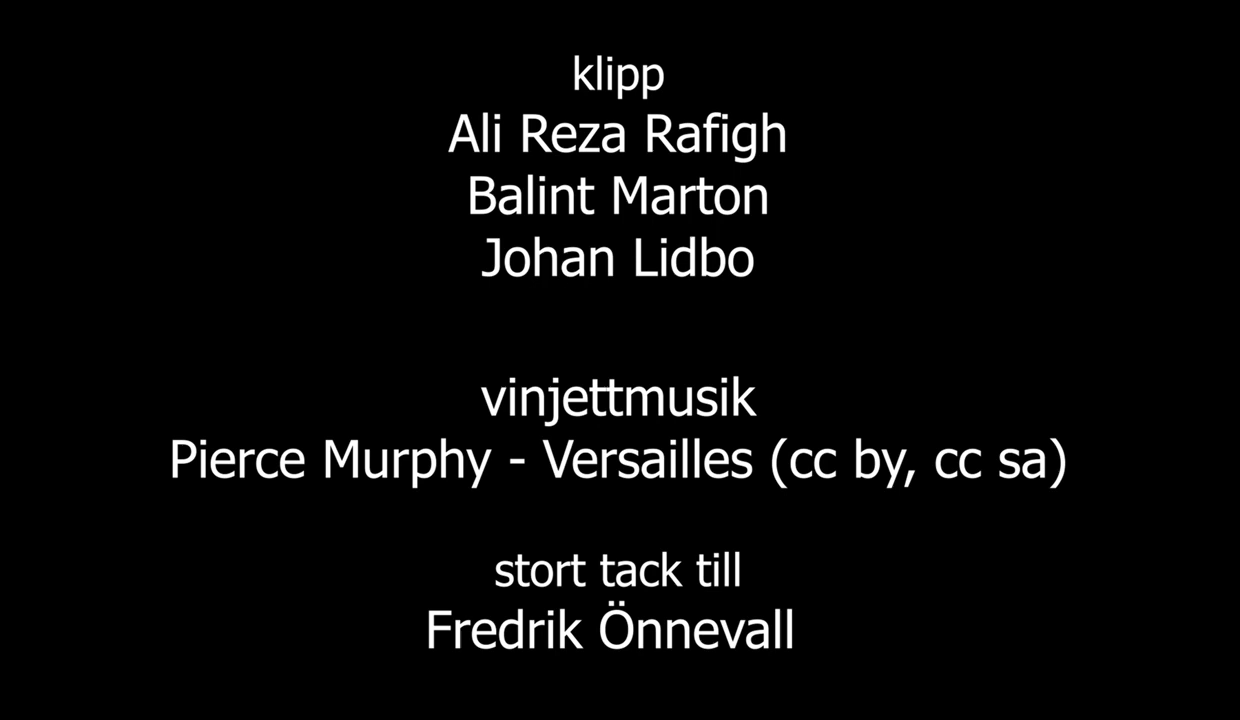 klipp
Ali Reza Rafigh
Balint Marton
Johan Lidbo
vinjettmusik
Pierce Murphy - Versailles (cc by, cc sa)
stort tack till
Fredrik Önnevall